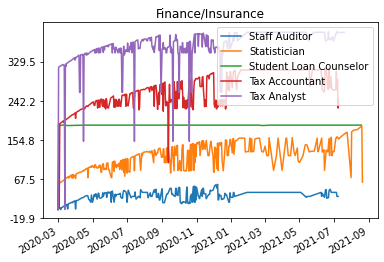 Finance/Insurance
Staff Auditor
Statistician
Student Loan Counselor
Tax Accountant
Tax Analyst
329.5
242.2
154.8
67.5
-19.9
2020-03
2020-05
2020-07
2020-09
2020-11
2021-01
2021-03
2021-05
2021-07
2021-09